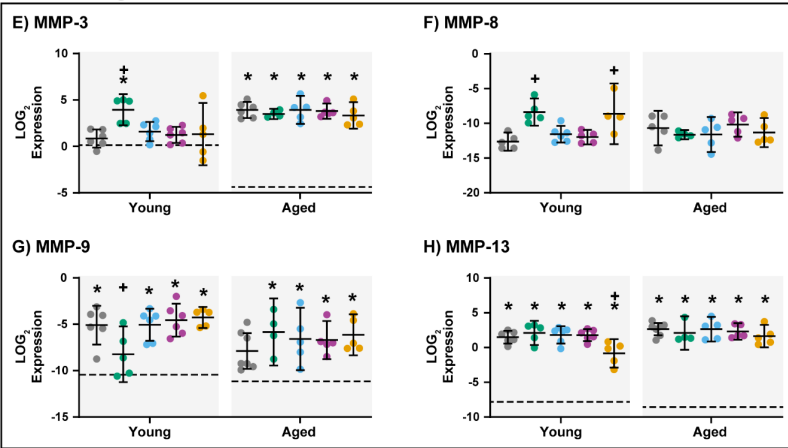 E) MMP-3
F) MMP-8
LOG2
Expression
10
5
0
-5
+
*
* * * * *
Young
Aged
LOG2
Expression
0
-5
-10
-15
-20
+ +
Young
Aged
G) MMP-9
H) MMP-13
LOG2
Expression
0
-5
-10
-15
* + * * *
* * * *
Young
Aged
LOG2
Expression
10
5
0
-5
-10
-15
+
* * * * *
* * * * *
Young
Aged